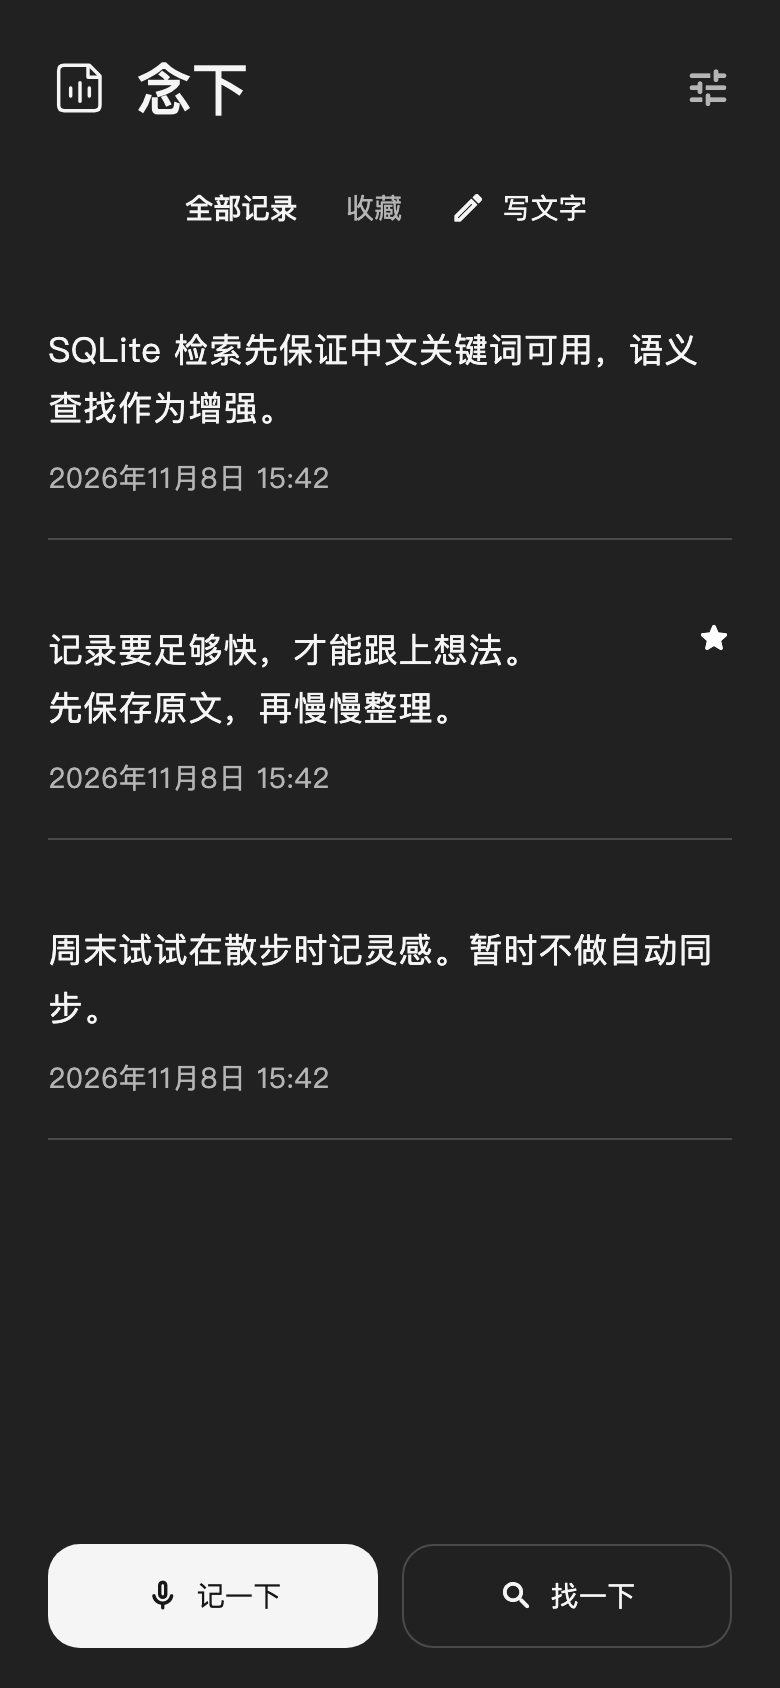 念下
全部记录 收藏 写文字
SQLite 检索先保证中文关键词可用，语义
查找作为增强。
2026年11月8日 15:42
记录要足够快，才能跟上想法。
先保存原文，再慢慢整理。
2026年11月8日 15:42
周末试试在散步时记灵感。暂时不做自动同
步。
2026年11月8日 15:42
记一下 找一下